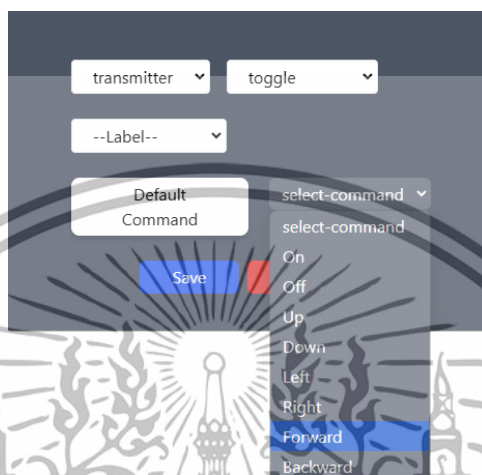 transmitter
toggle
--Label--
Default
Command
select-command
select-command
On
Off
Up
Down
Left
Right
Forward
Backward
Save